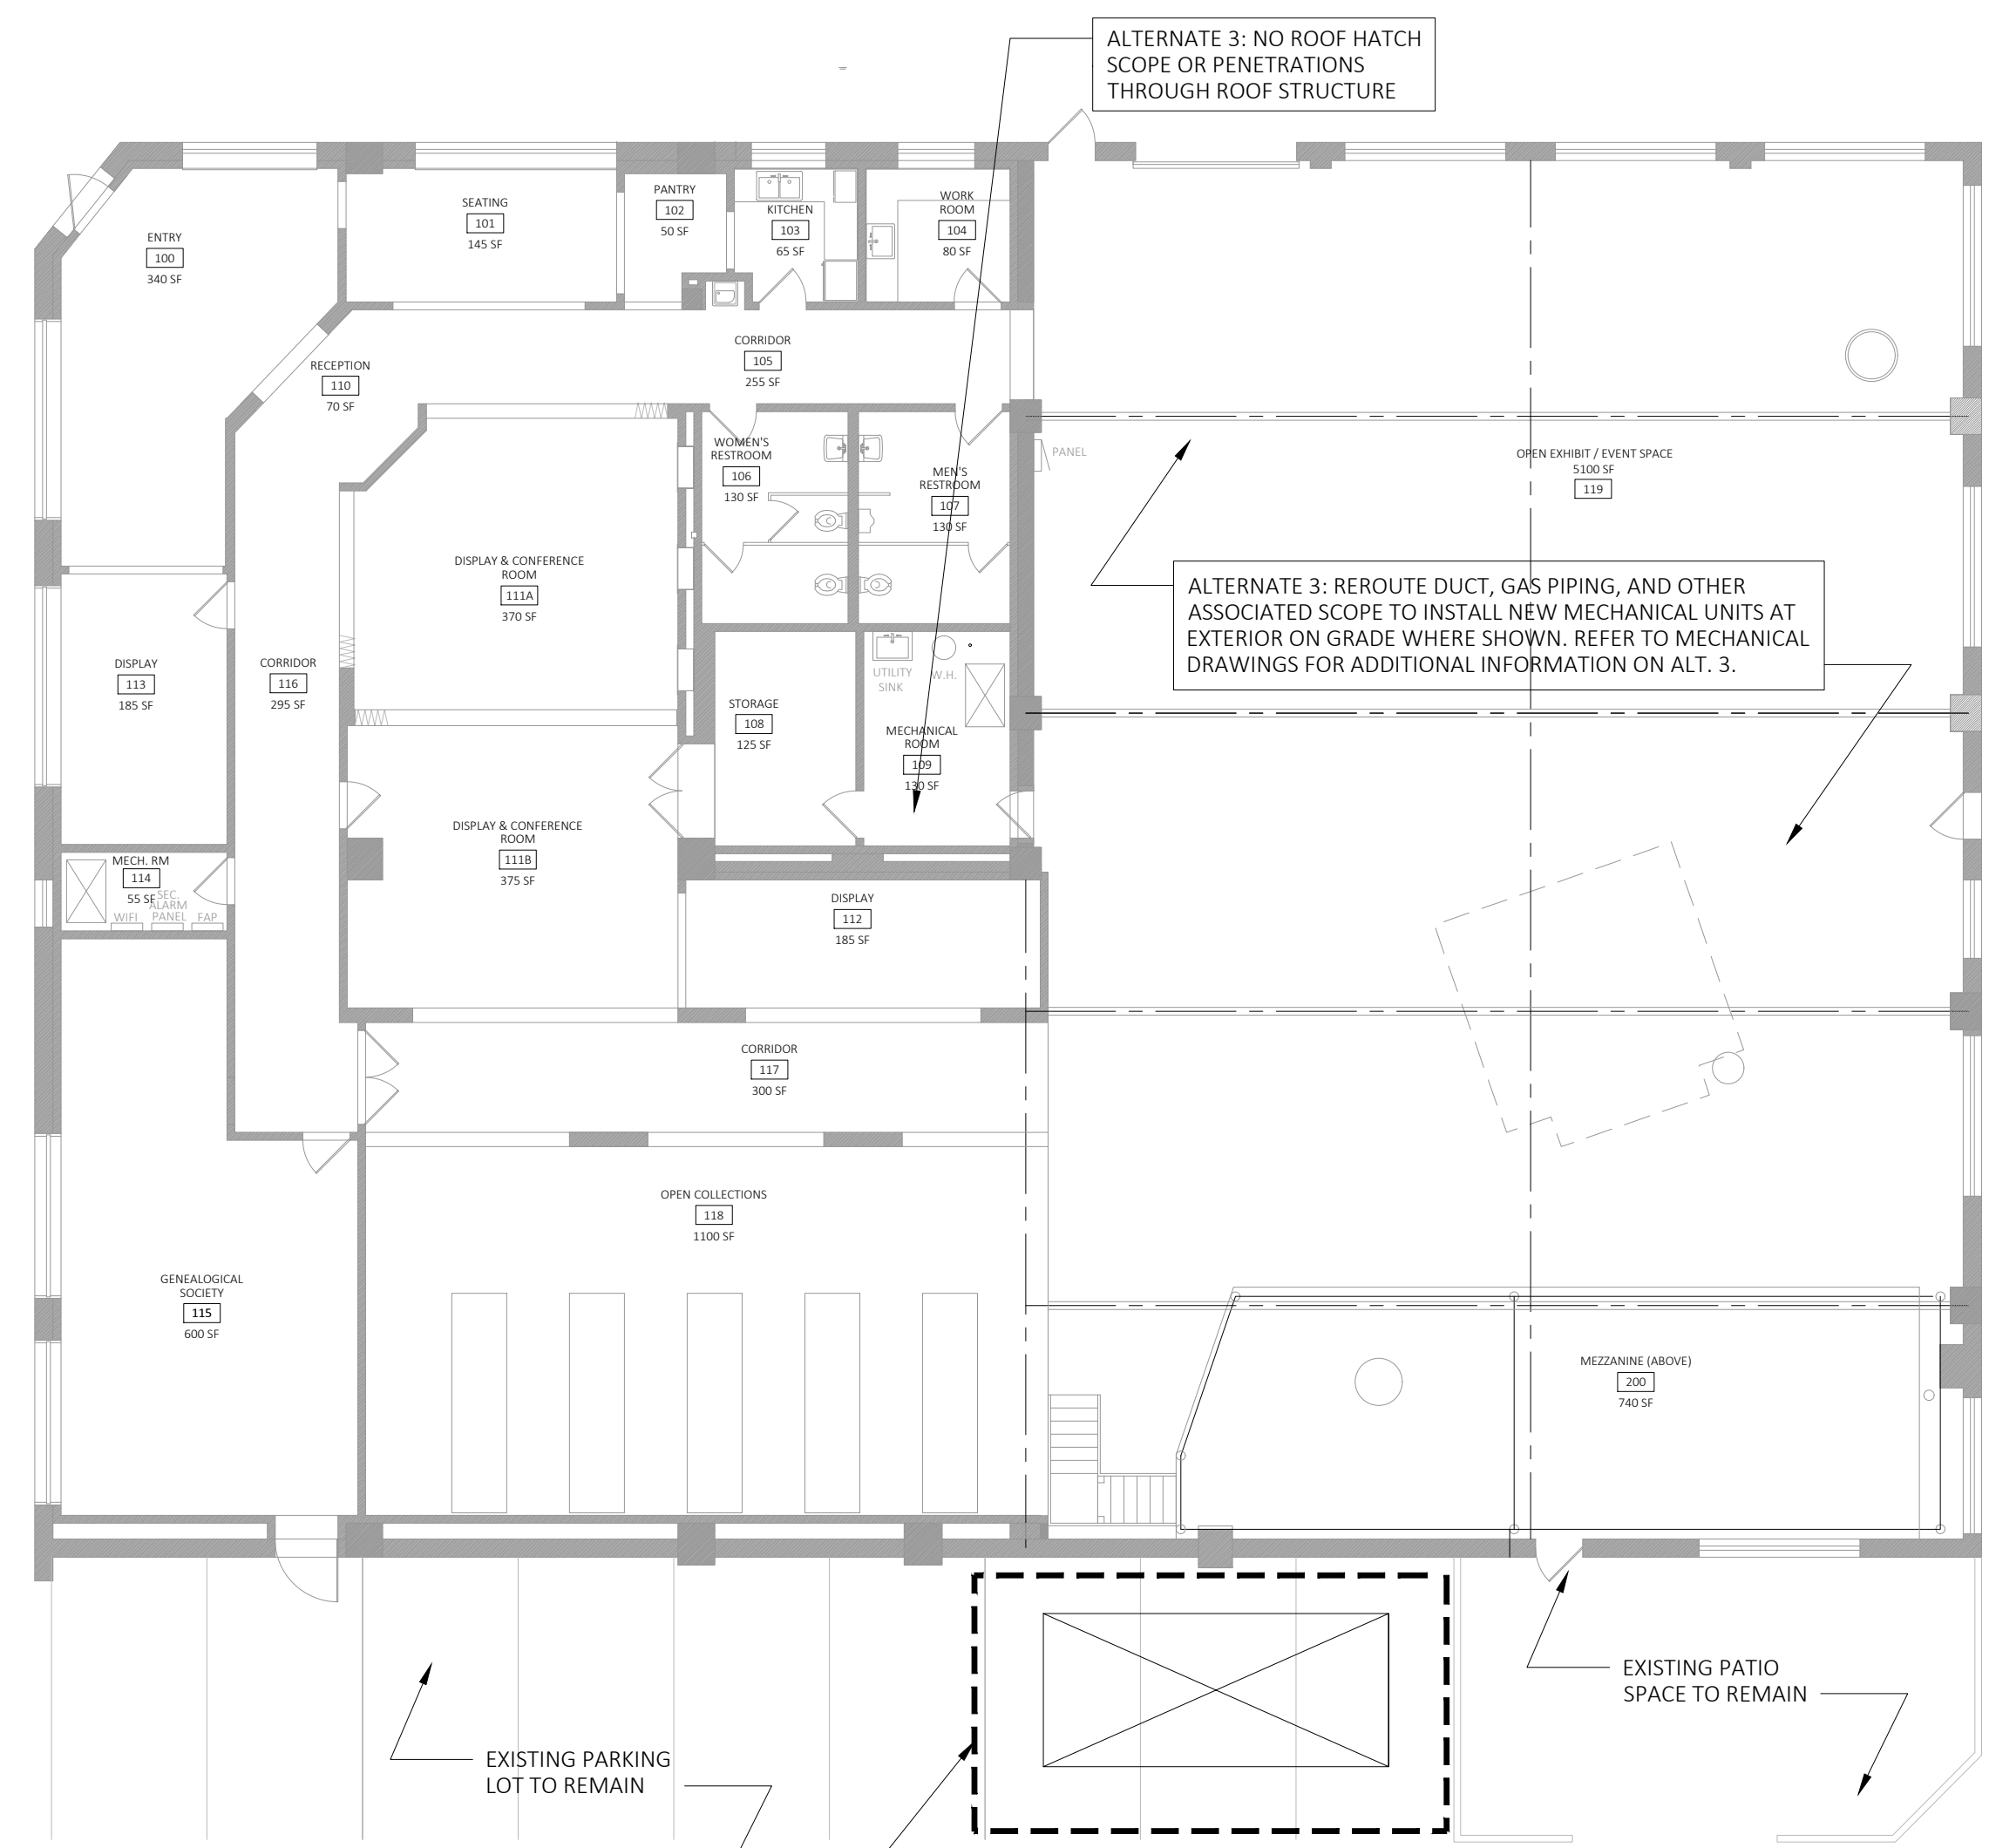 ALTERNATE 3: NO ROOF HATCH
SCOPE OR PENETRATIONS
THROUGH ROOF STRUCTURE
ENTRY
100
340 SF
SEATING
101
145 SF
PANTRY
102
50 SF
KITCHEN
103
65 SF
WORK
ROOM
104
80 SF
CORRIDOR
105
255 SF
RECEPTION
110
70 SF
WOMEN'S
RESTROOM
106
130 SF
MEN'S
RESTROOM
107
130 SF
PANEL
OPEN EXHIBIT / EVENT SPACE
5100 SF
119
DISPLAY & CONFERENCE
ROOM
111A
370 SF
ALTERNATE 3: REROUTE DUCT, GAS PIPING, AND OTHER
ASSOCIATED SCOPE TO INSTALL NEW MECHANICAL UNITS AT
EXTERIOR ON GRADE WHERE SHOWN. REFER TO MECHANICAL
DRAWINGS FOR ADDITIONAL INFORMATION ON ALT. 3.
DISPLAY
113
185 SF
CORRIDOR
116
295 SF
STORAGE
108
125 SF
UTILITY
SINK
W.H.
MECHANICAL
ROOM
109
130 SF
DISPLAY & CONFERENCE
ROOM
111B
375 SF
MECH. RM
114
55 SF
WIFI
SEC.
ALARM
PANEL
FAP
DISPLAY
112
185 SF
CORRIDOR
117
300 SF
OPEN COLLECTIONS
118
1100 SF
GENEALOGICAL
SOCIETY
115
600 SF
MEZZANINE (ABOVE)
200
740 SF
EXISTING PATIO
SPACE TO REMAIN
EXISTING PARKING
LOT TO REMAIN